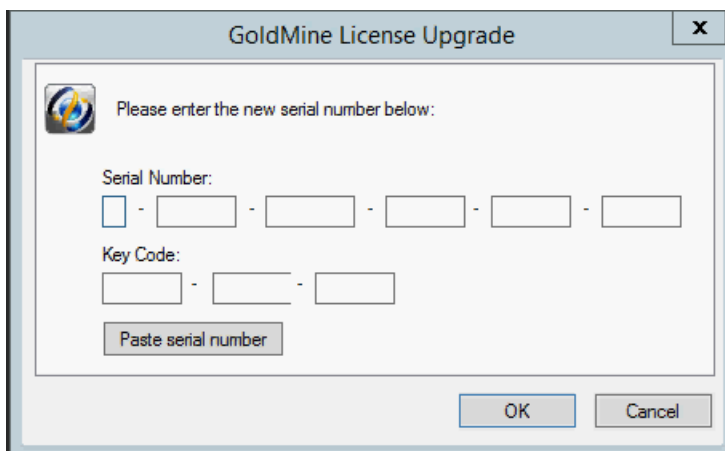 GoldMine License Upgrade
x
Please enter the new serial number below:
Serial Number:
- - - - -
Key Code:
- -
Paste serial number
OK Cancel